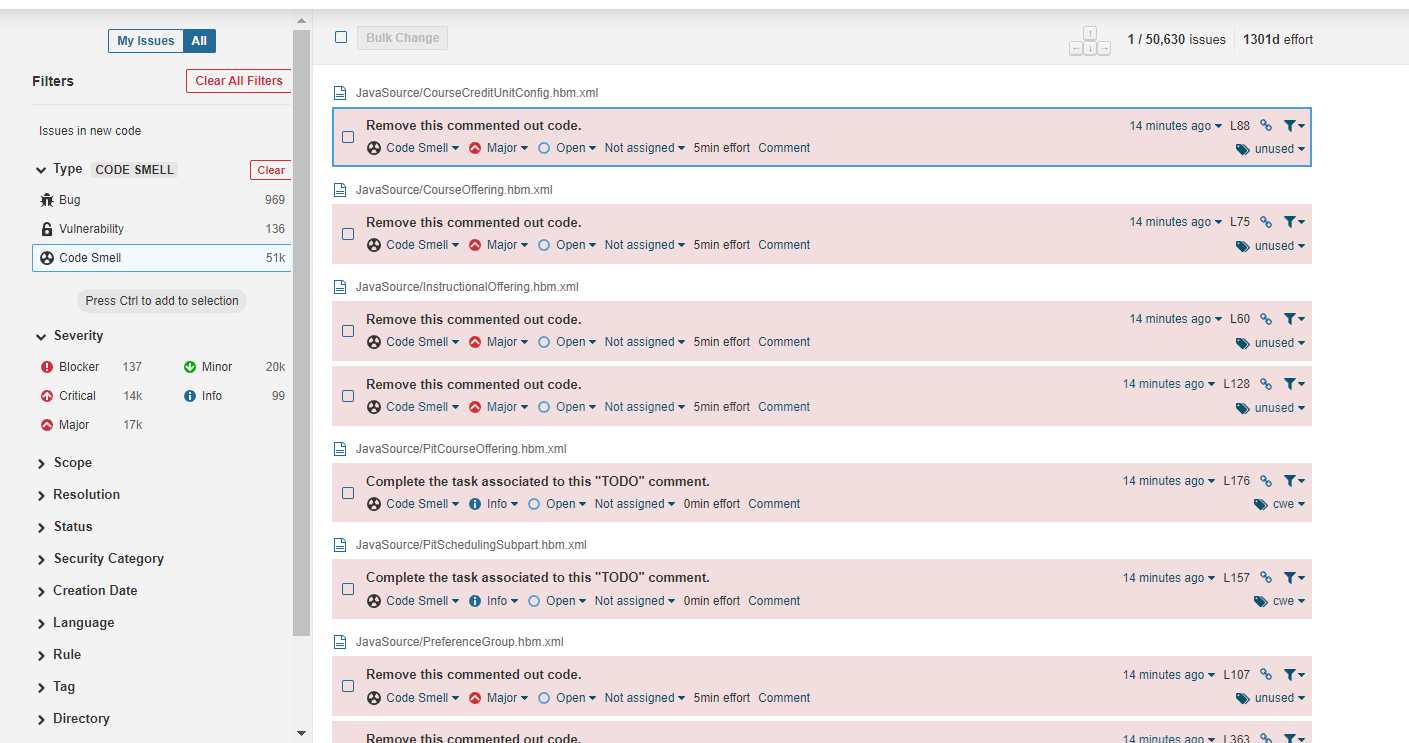 My Issues All
Bulk Change
1 / 50,630 issues 1301d effort
Filters Clear All Filters
Issues in new code
Type CODE SMELL Clear
Bug 969
Vulnerability 136
Code Smell 51k
Press Ctrl to add to selection
Severity
Blocker 137 Minor 20k
Critical 14k Info 99
Major 17k
Scope
Resolution
Status
Security Category
Creation Date
Language
Rule
Tag
Directory
JavaSource/CourseCreditUnitConfig.hbm.xml
Remove this commented out code. 14 minutes ago L88
Code Smell Major Open Not assigned 5min effort Comment unused
JavaSource/CourseOffering.hbm.xml
Remove this commented out code. 14 minutes ago L75
Code Smell Major Open Not assigned 5min effort Comment unused
JavaSource/InstructionalOffering.hbm.xml
Remove this commented out code. 14 minutes ago L60
Code Smell Major Open Not assigned 5min effort Comment unused
Remove this commented out code. 14 minutes ago L128
Code Smell Major Open Not assigned 5min effort Comment unused
JavaSource/PitCourseOffering.hbm.xml
Complete the task associated to this "TODO" comment. 14 minutes ago L176
Code Smell Info Open Not assigned 0min effort Comment cwe
JavaSource/PitSchedulingSubpart.hbm.xml
Complete the task associated to this "TODO" comment. 14 minutes ago L157
Code Smell Info Open Not assigned 0min effort Comment cwe
JavaSource/PreferenceGroup.hbm.xml
Remove this commented out code. 14 minutes ago L107
Code Smell Major Open Not assigned 5min effort Comment unused
Remove this commented out code. 14 minutes ago L363